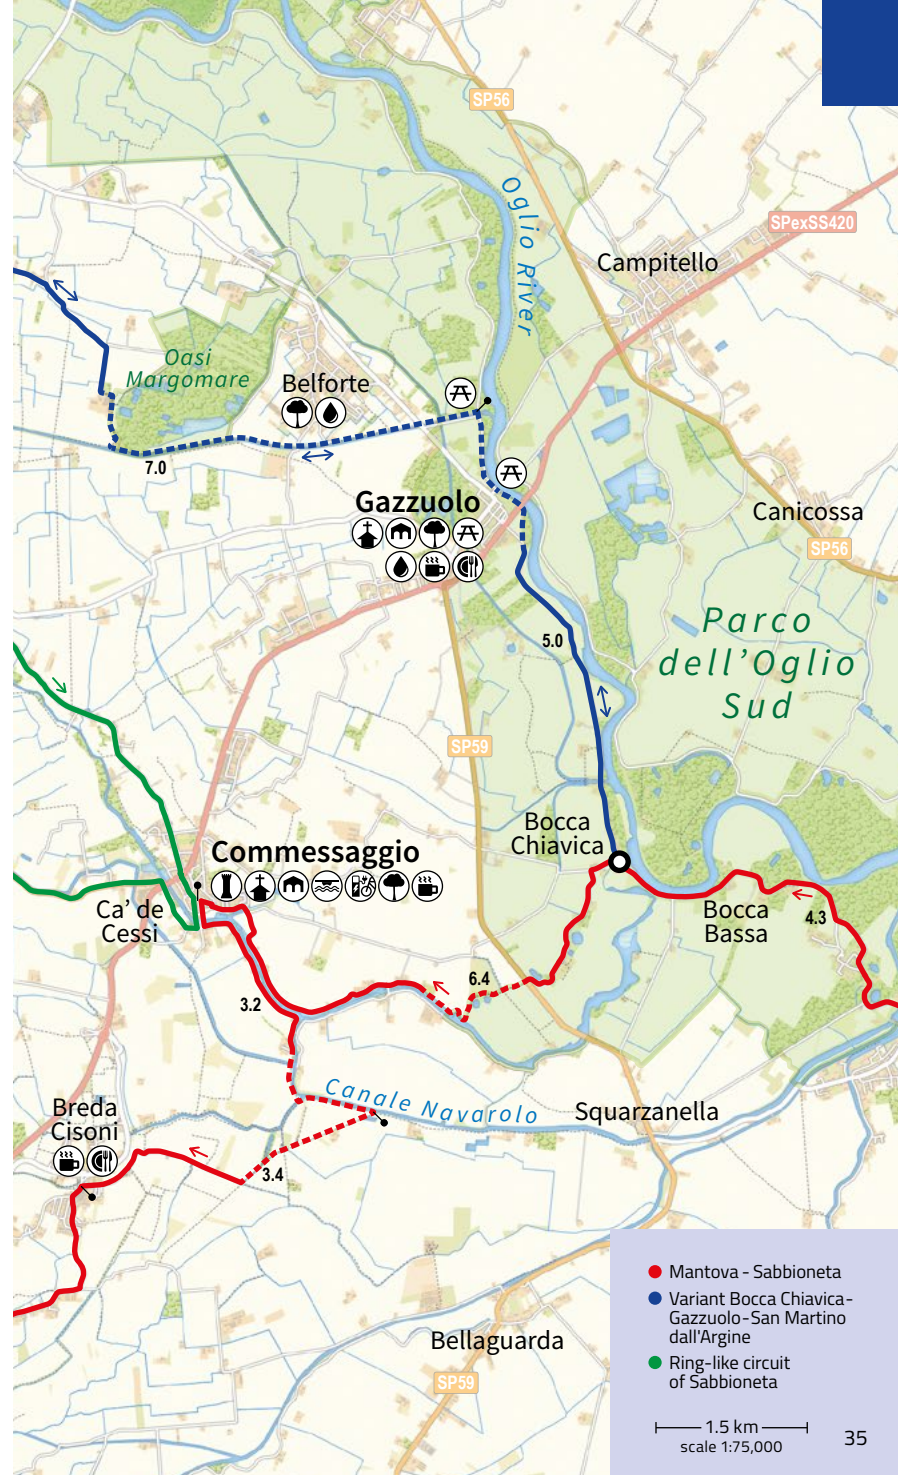 SP56
Oglio River
SPexSS420
Campitello
Oasi
Margomare
Belforte
7.0
Gazzuolo
Canicossa
SP56
Parco
dell'Oglio
Sud
5.0
SP59
Bocca
Chiavica
Commessaggio
Ca' de
Cessi
Bocca
Bassa
4.3
6.4
3.2
Canale Navarolo
Squarzanella
Breda
Cisoni
3.4
Bellaguarda
SP59
Mantova - Sabbioneta
Variant Bocca Chiavica-
Gazzuolo-San Martino
dall'Argine
Ring-like circuit
of Sabbioneta
1.5 km
scale 1:75,000
35